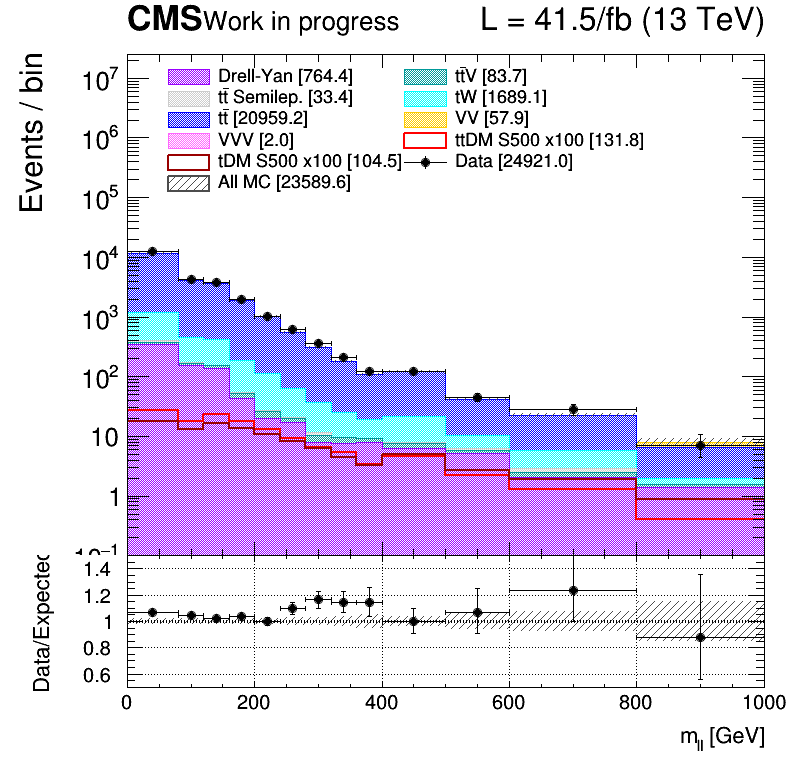 CMS Work in progress L = 41.5/fb (13 TeV)
Events / bin
Drell-Yan [764.4] tt̄V [83.7]
tt̄ Semilep. [33.4] tW [1689.1]
tt̄ [20959.2] VV [57.9]
VVV [2.0] ttDM S500 x100 [131.8]
tDM S500 x100 [104.5] Data [24921.0]
All MC [23589.6]
10⁷
10⁶
10⁵
10⁴
10³
10²
10
1
10⁻¹
Data/Expected
1.4
1.2
1
0.8
0.6
0 200 400 600 800 1000
m_ll [GeV]